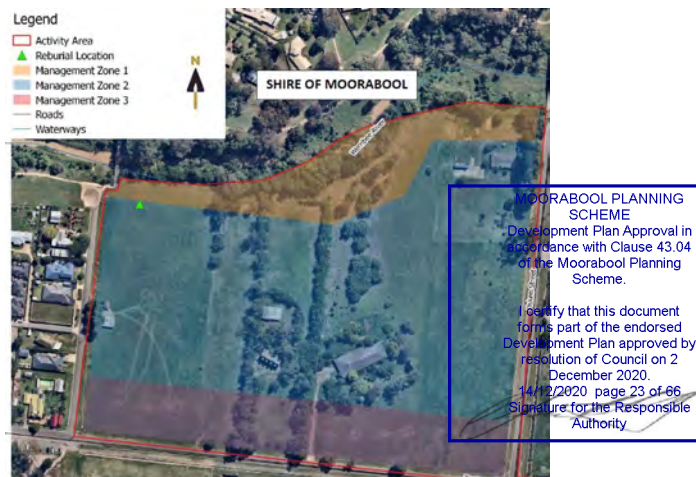 Legend
Activity Area
Reburial Location
Management Zone 1
Management Zone 2
Management Zone 3
Roads
Waterways
N
SHIRE OF MOORABOOL
Werribee River
MOORABOOL PLANNING
SCHEME
Development Plan Approval in
accordance with Clause 43.04
of the Moorabool Planning
Scheme.
I certify that this document
forms part of the endorsed
Development Plan approved by
resolution of Council on 2
December 2020.
14/12/2020 page 23 of 66
Signature for the Responsible
Authority